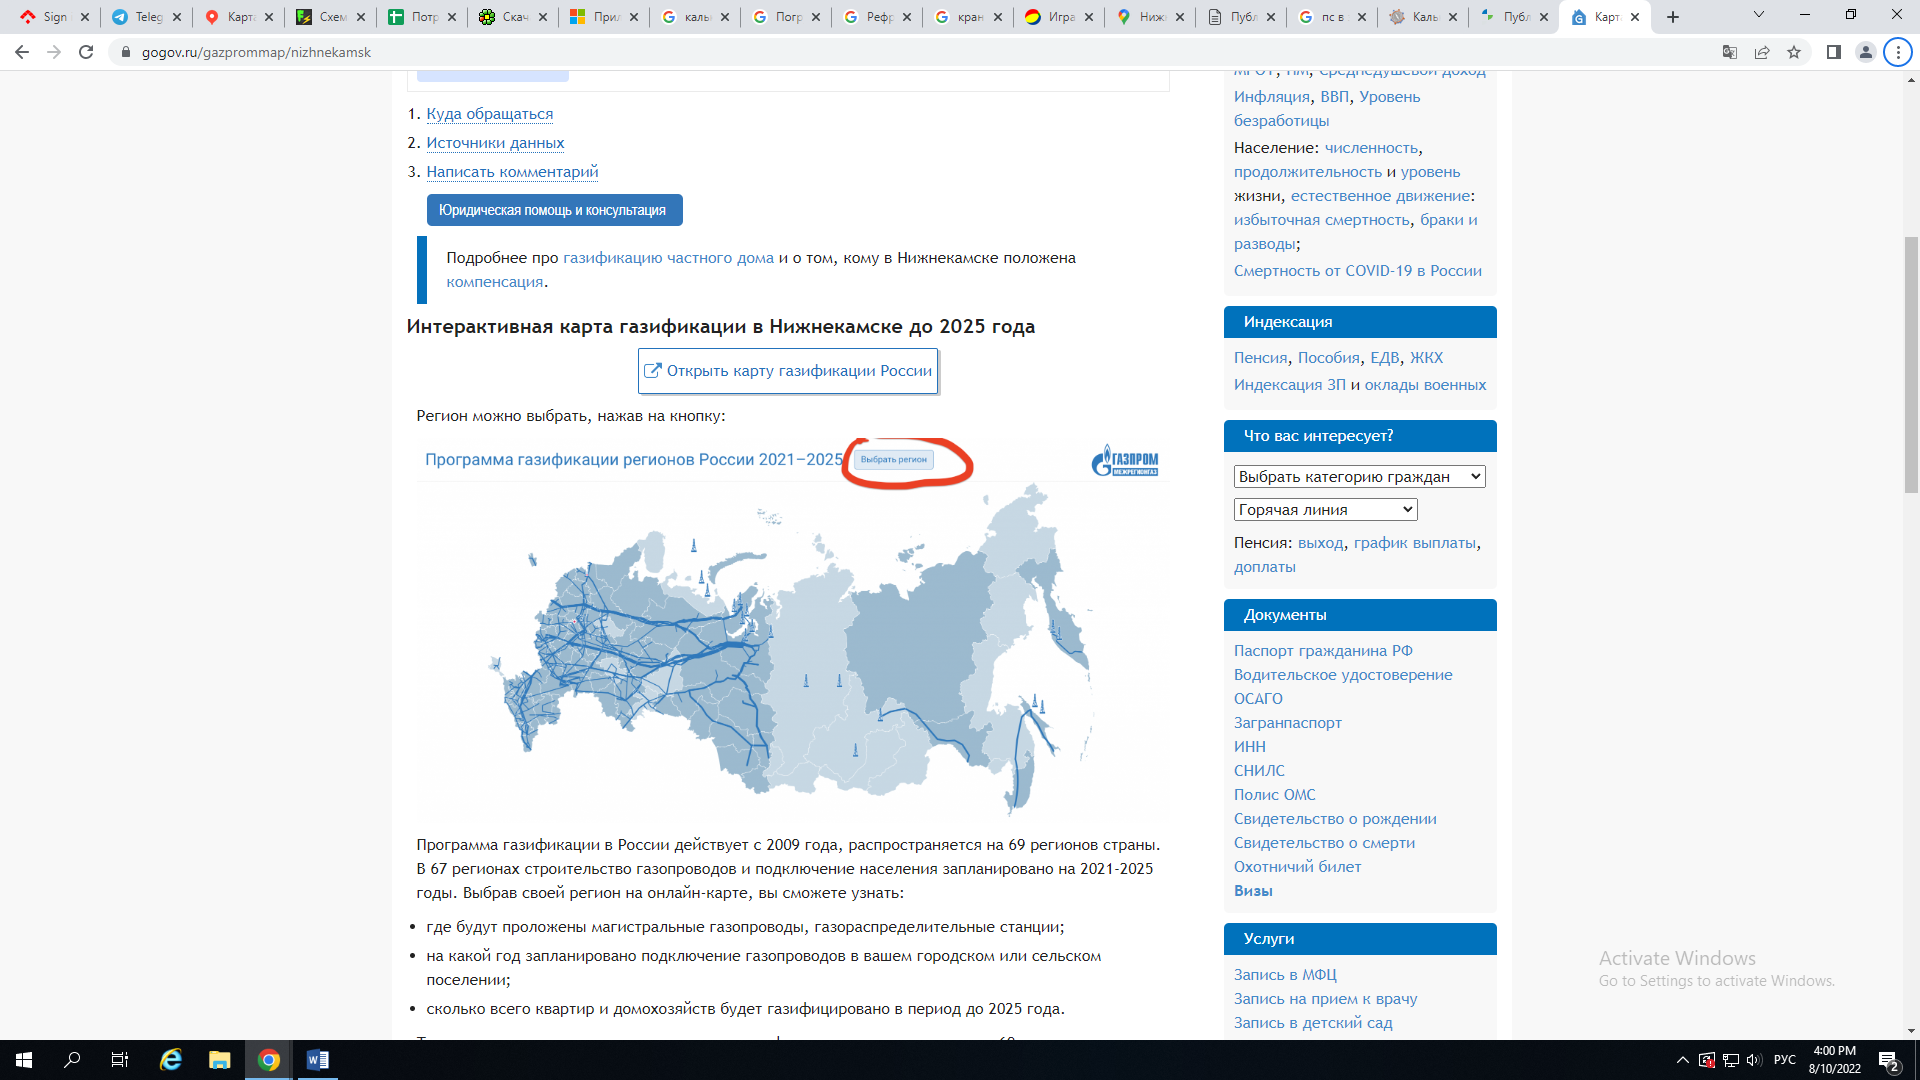 Sign
Teleg
Карта
Схем
Потр
Скач
Прил
каль
Погр
Рефр
кран
Игра
Нижн
Публ
пс в
Каль
Публ
Карт
gogov.ru/gazprommap/nizhnekamsk
1. Куда обращаться
2. Источники данных
3. Написать комментарий
Юридическая помощь и консультация
Подробнее про газификацию частного дома и о том, кому в Нижнекамске положена
компенсация.
Интерактивная карта газификации в Нижнекамске до 2025 года
Открыть карту газификации России
Регион можно выбрать, нажав на кнопку:
Программа газификации регионов России 2021–2025
Выбрать регион
ГАЗПРОМ
МЕЖРЕГИОНГАЗ
Программа газификации в России действует с 2009 года, распространяется на 69 регионов страны.
В 67 регионах строительство газопроводов и подключение населения запланировано на 2021-2025
годы. Выбрав своей регион на онлайн-карте, вы сможете узнать:
• где будут проложены магистральные газопроводы, газораспределительные станции;
• на какой год запланировано подключение газопроводов в вашем городском или сельском
поселении;
• сколько всего квартир и домохозяйств будет газифицировано в период до 2025 года.
МРОТ, ПМ, Среднедушевой доход
Инфляция, ВВП, Уровень
безработицы
Население: численность,
продолжительность и уровень
жизни, естественное движение:
избыточная смертность, браки и
разводы;
Смертность от COVID-19 в России
Индексация
Пенсия, Пособия, ЕДВ, ЖКХ
Индексация ЗП и оклады военных
Что вас интересует?
Выбрать категорию граждан
Горячая линия
Пенсия: выход, график выплаты,
доплаты
Документы
Паспорт гражданина РФ
Водительское удостоверение
ОСАГО
Загранпаспорт
ИНН
СНИЛС
Полис ОМС
Свидетельство о рождении
Свидетельство о смерти
Охотничий билет
Визы
Услуги
Запись в МФЦ
Запись на прием к врачу
Запись в детский сад
Activate Windows
Go to Settings to activate Windows.
РУС
4:00 PM
8/10/2022
2